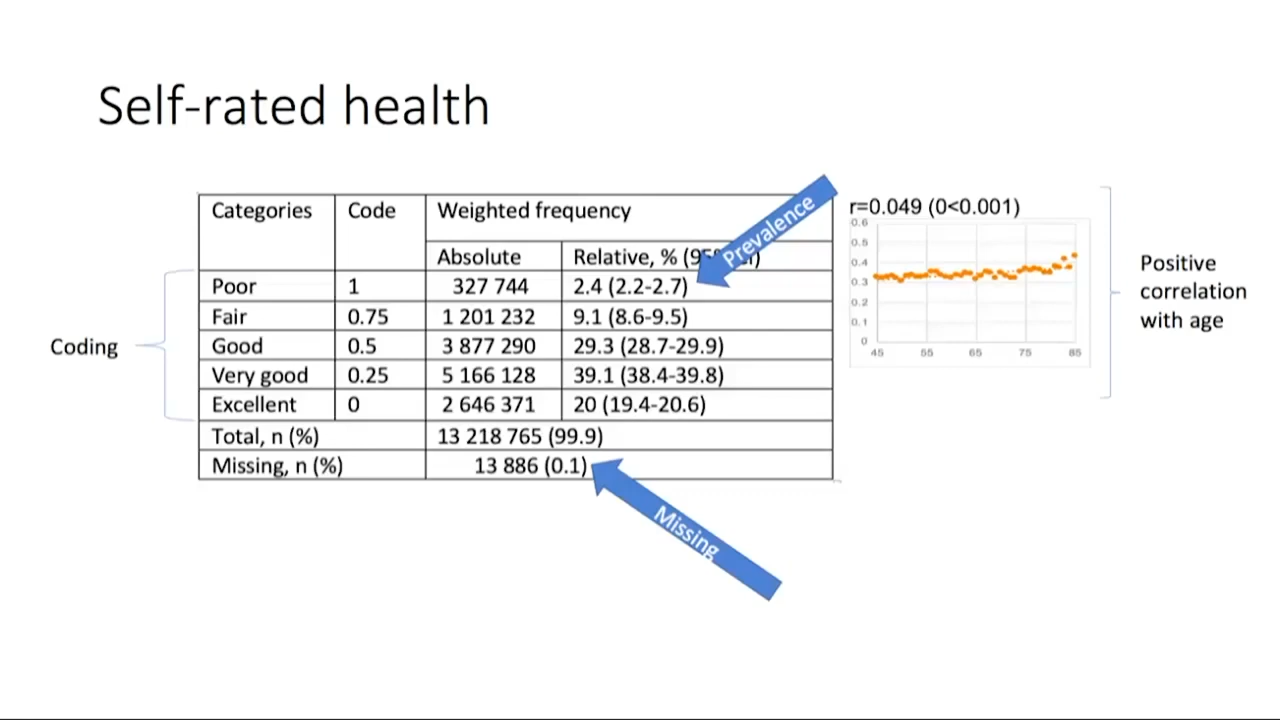 Self-rated health
Categories Code Weighted frequency
Absolute Relative, % (95% CI)
Poor 1 327 744 2.4 (2.2-2.7)
Fair 0.75 1 201 232 9.1 (8.6-9.5)
Good 0.5 3 877 290 29.3 (28.7-29.9)
Very good 0.25 5 166 128 39.1 (38.4-39.8)
Excellent 0 2 646 371 20 (19.4-20.6)
Total, n (%) 13 218 765 (99.9)
Missing, n (%) 13 886 (0.1)
Coding
Prevalence
Missing
r=0.049 (0<0.001)
0.6
0.5
0.4
0.3
0.2
0.1
0
45 55 65 75 85
Positive
correlation
with age